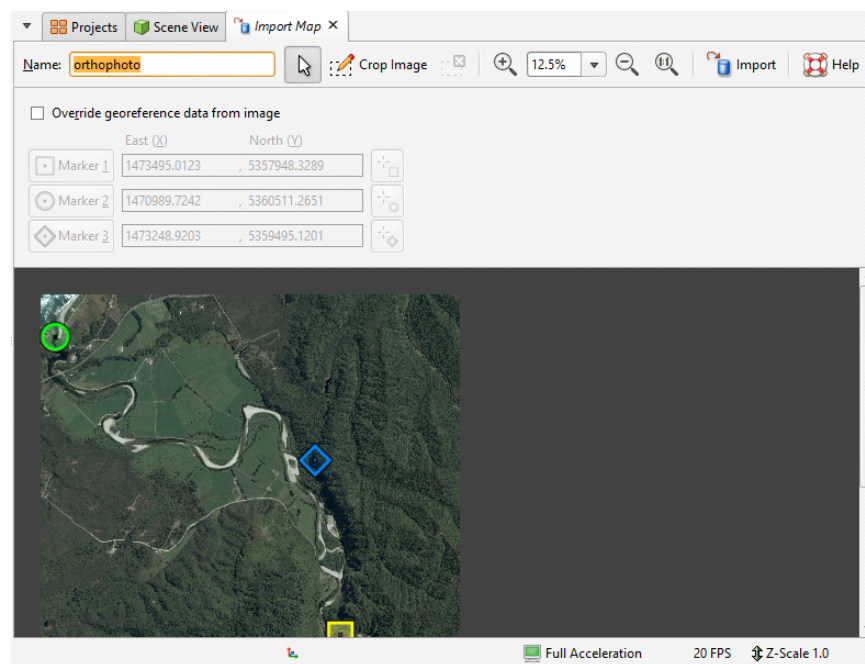 Projects Scene View Import Map
Name: orthophoto Crop Image 12.5% 1:1 Import Help
Override georeference data from image
East (X) North (Y)
Marker 1 1473495.0123 , 5357948.3289
Marker 2 1470989.7242 , 5360511.2651
Marker 3 1473248.9203 , 5359495.1201
Full Acceleration 20 FPS Z-Scale 1.0